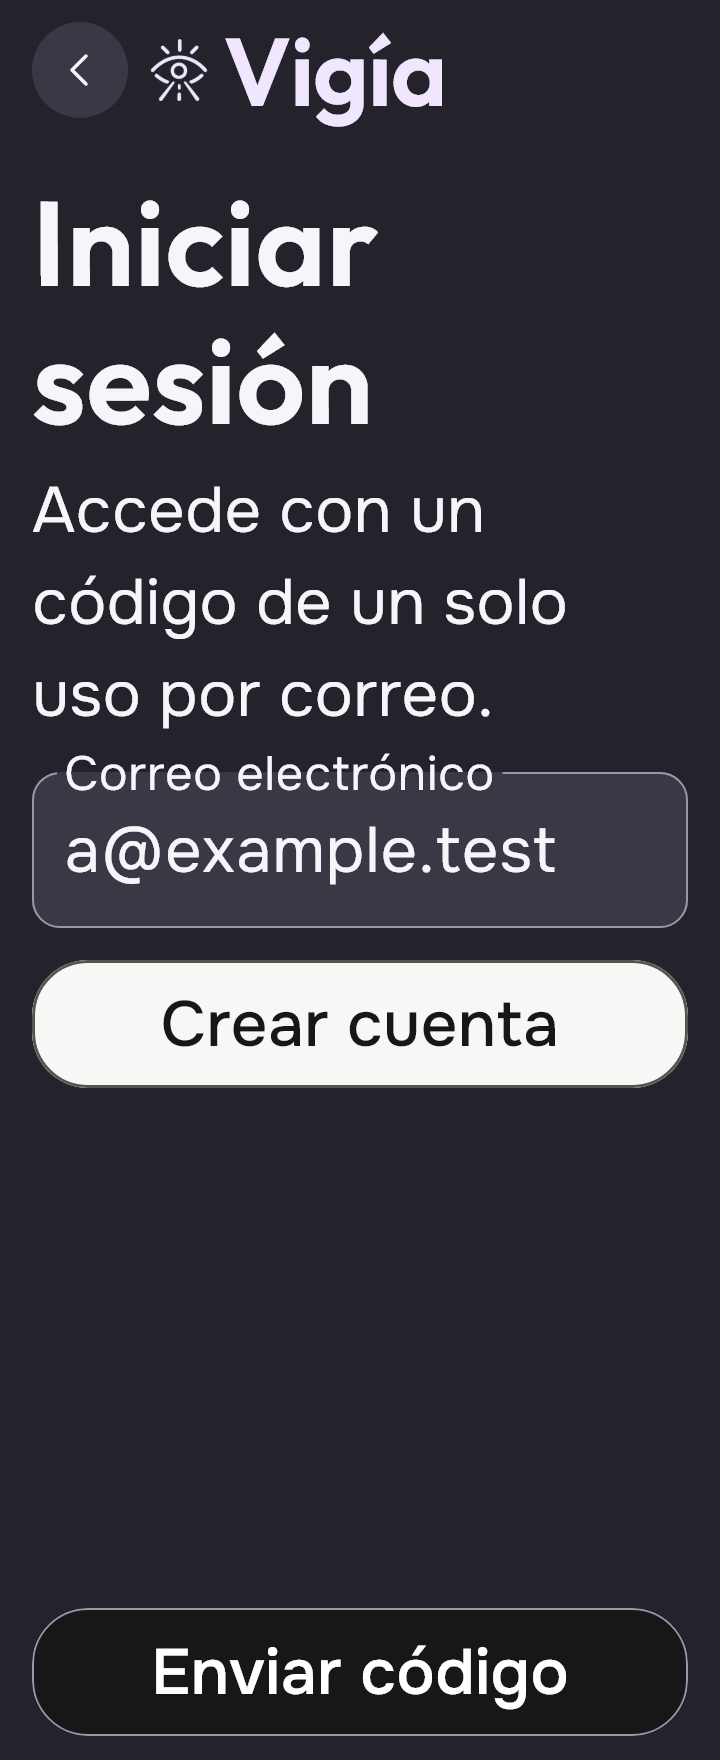 Vigía
Iniciar
sesión
Accede con un
código de un solo
uso por correo.
Correo electrónico
a@example.test
Crear cuenta
Enviar código